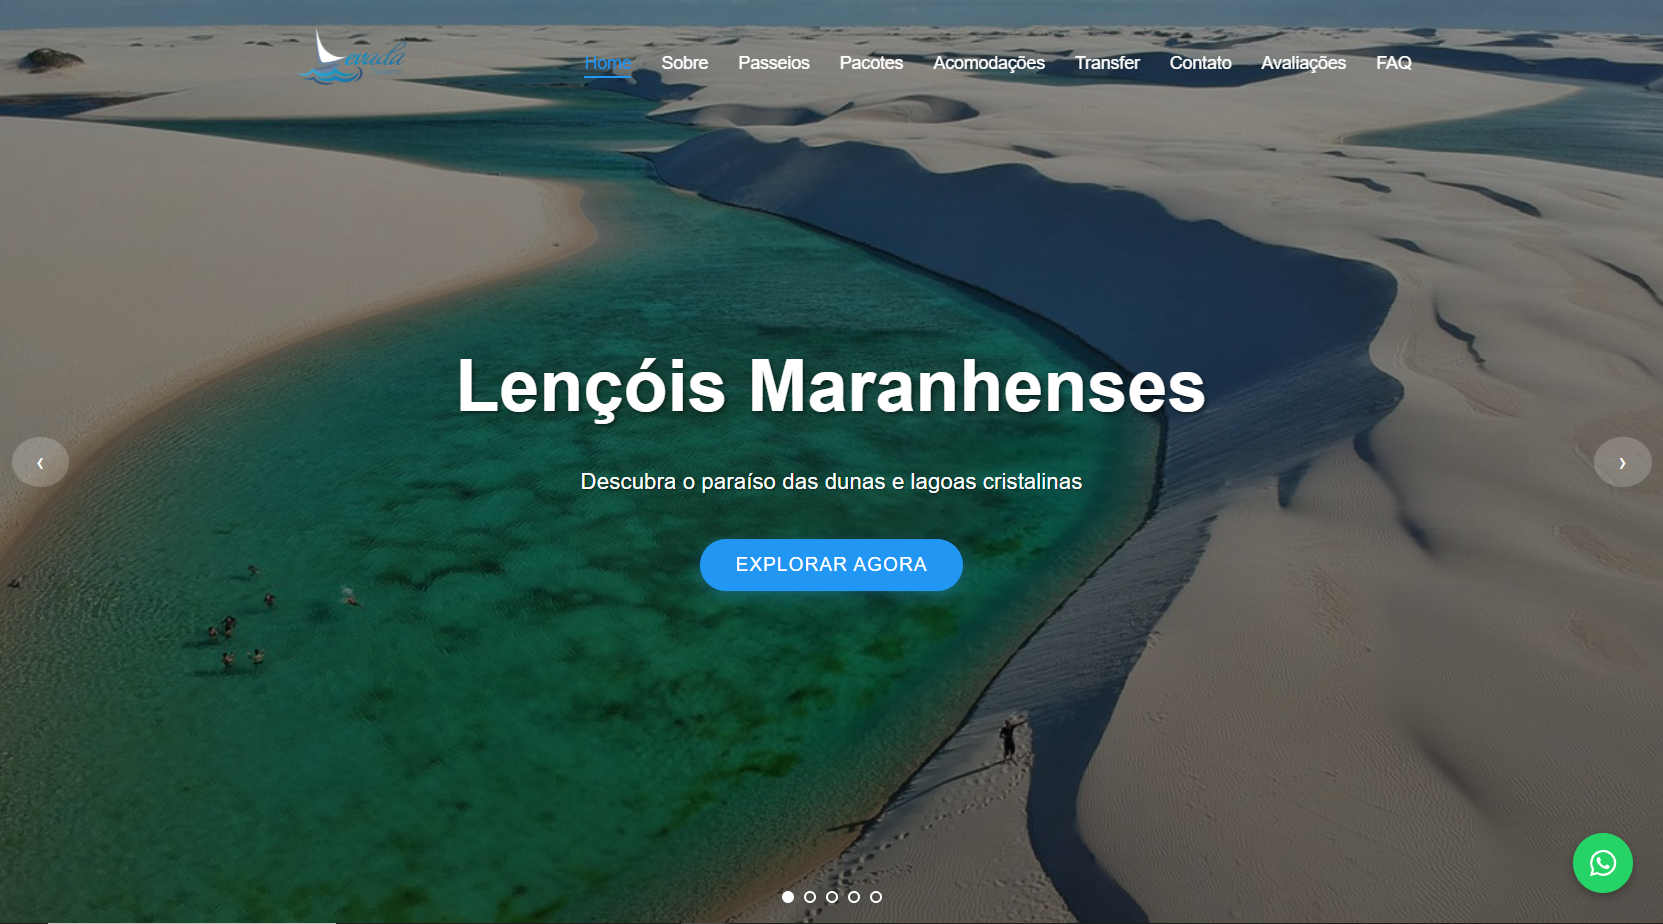 Levada
Home Sobre Passeios Pacotes Acomodações Transfer Contato Avaliações FAQ
Lençóis Maranhenses
Descubra o paraíso das dunas e lagoas cristalinas
EXPLORAR AGORA